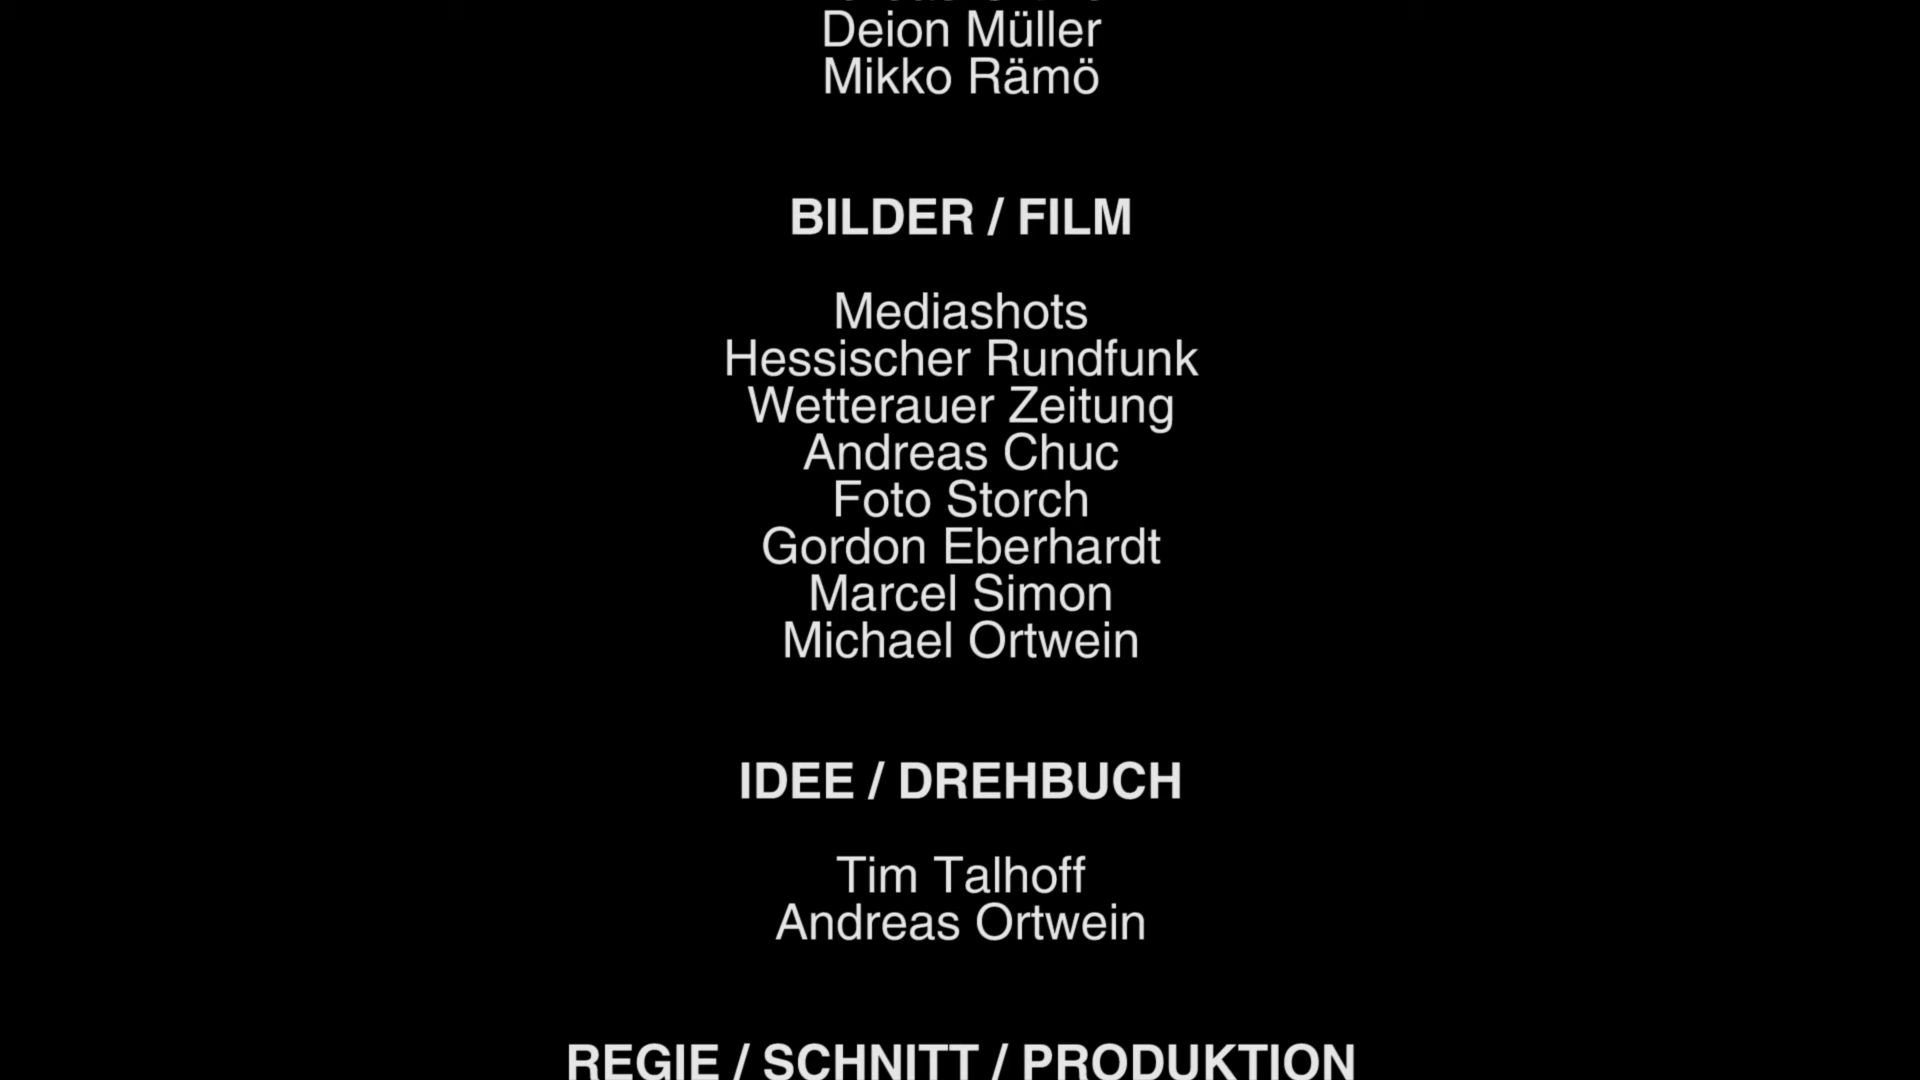 Deion Müller
Mikko Rämö
BILDER / FILM
Mediashots
Hessischer Rundfunk
Wetterauer Zeitung
Andreas Chuc
Foto Storch
Gordon Eberhardt
Marcel Simon
Michael Ortwein
IDEE / DREHBUCH
Tim Talhoff
Andreas Ortwein
REGIE / SCHNITT / PRODUKTION